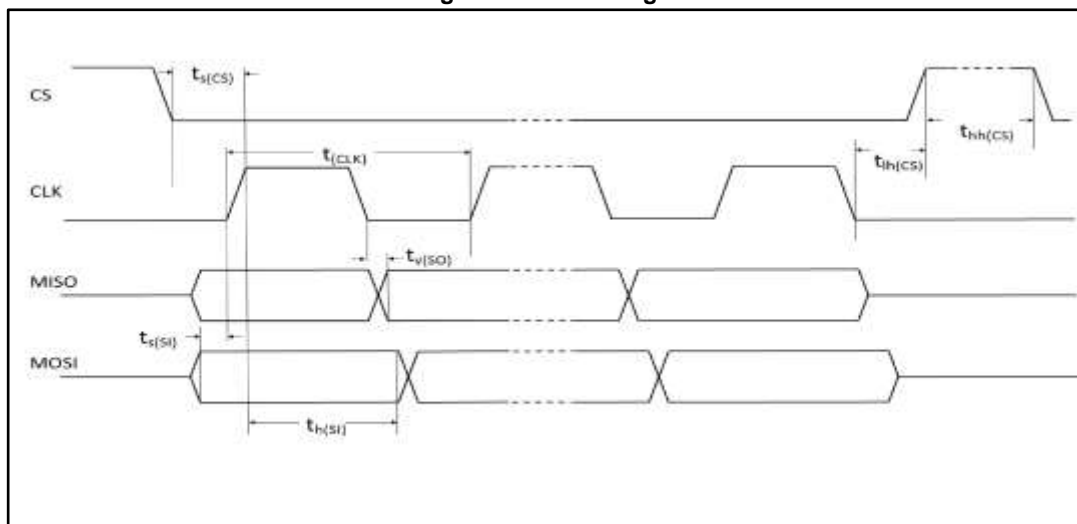 CS
t_s(CS)
t_hh(CS)
t_(CLK)
t_lh(CS)
CLK
t_v(SO)
MISO
t_s(SI)
MOSI
t_h(SI)